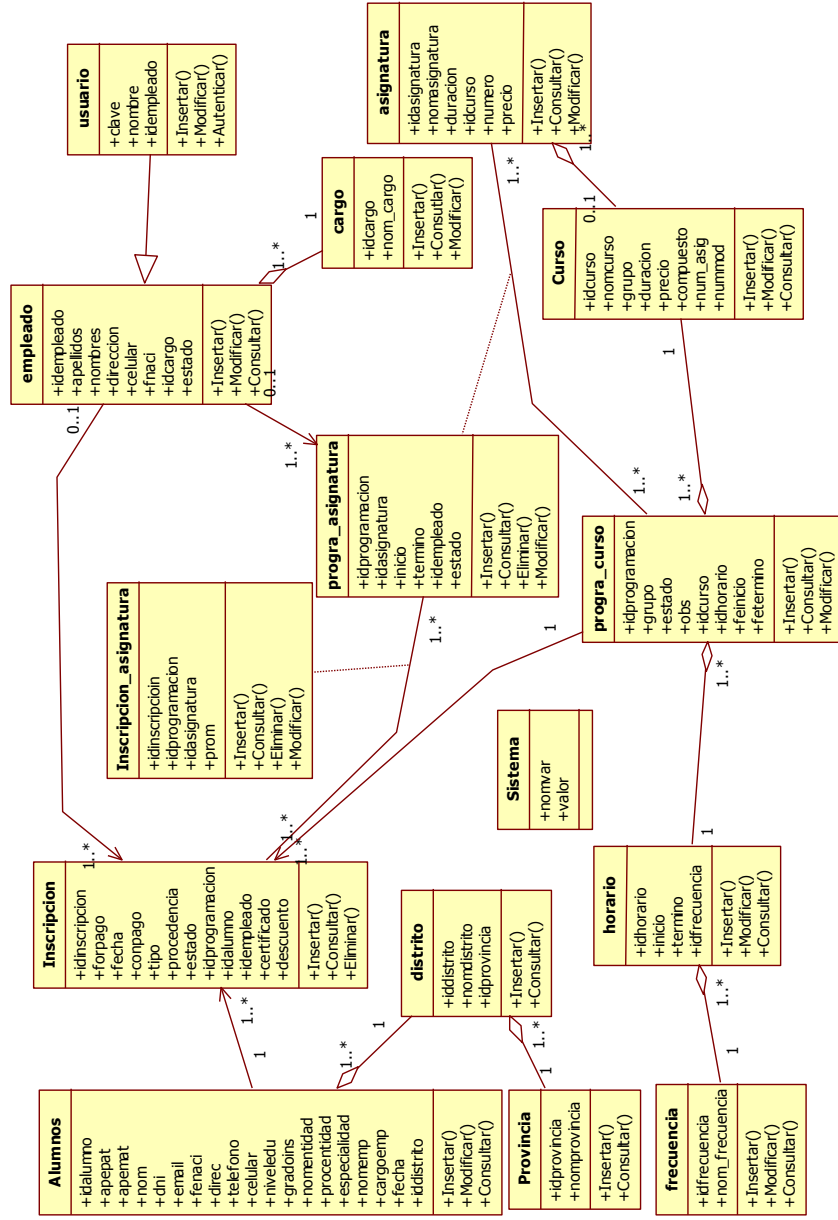 usuario
+clave
+nombre
+idempleado
+Insertar()
+Modificar()
+Autenticar()
empleado
+idempleado
+apellidos
+nombres
+direccion
+celular
+fnaci
+idcargo
+estado
+Insertar()
+Modificar()
+Consultar()
0..1
0..1
1..*
1
cargo
+idcargo
+nom_cargo
+Insertar()
+Consutlar()
+Modificar()
asignatura
+idasignatura
+nomasignatura
+duracion
+idcurso
+numero
+precio
+Insertar()
+Consultar()
+Modificar()
1..*
1..*
0..1
Curso
+idcurso
+nomcurso
+grupo
+duracion
+precio
+compuesto
+num_asig
+nummod
+Insertar()
+Modificar()
+Consultar()
1
1..*
progra_asignatura
+idprogramacion
+idasignatura
+inicio
+termino
+idempleado
+estado
+Insertar()
+Consultar()
+Eliminar()
+Modificar()
1..*
Inscripcion_asignatura
+idinscripcioin
+idprogramacion
+idasignatura
+prom
+Insertar()
+Consultar()
+Eliminar()
+Modificar()
1..*
1..*
progra_curso
+idprogramacion
+grupo
+estado
+obs
+idcurso
+idhorario
+feinicio
+fetermino
+Insertar()
+Consultar()
+Modificar()
1
1..*
Sistema
+nomvar
+valor
Inscripcion
+idinscripcion
+forpago
+fecha
+conpago
+tipo
+procedencia
+estado
+idprogramacion
+idalumno
+idempleado
+certificado
+descuento
+Insertar()
+Consultar()
+Eliminar()
1..*
1..*
1..*
1..*
1
horario
+idhorario
+inicio
+termino
+idfrecuencia
+Insertar()
+Modificar()
+Consultar()
1
1..*
distrito
+iddistrito
+nomdistrito
+idprovincia
+Insertar()
+Consultar()
1
1..*
1..*
Alumnos
+idalumno
+apepat
+apemat
+nom
+dni
+email
+fenaci
+direc
+telefono
+celular
+niveledu
+gradoins
+nomentidad
+procentidad
+especialidad
+nomemp
+cargoemp
+fecha
+iddistrito
+Insertar()
+Modificar()
+Consultar()
Provincia
+idprovincia
+nomprovincia
+Insertar()
+Consultar()
1
frecuencia
+idfrecuencia
+nom_frecuencia
+Insertar()
+Modificar()
+Consultar()
1